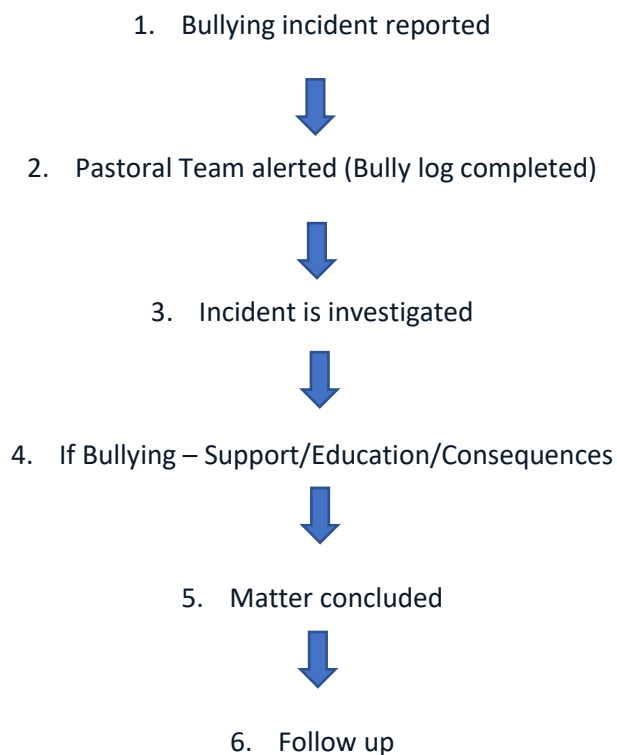 1. Bullying incident reported
2. Pastoral Team alerted (Bully log completed)
3. Incident is investigated
4. If Bullying – Support/Education/Consequences
5. Matter concluded
6. Follow up